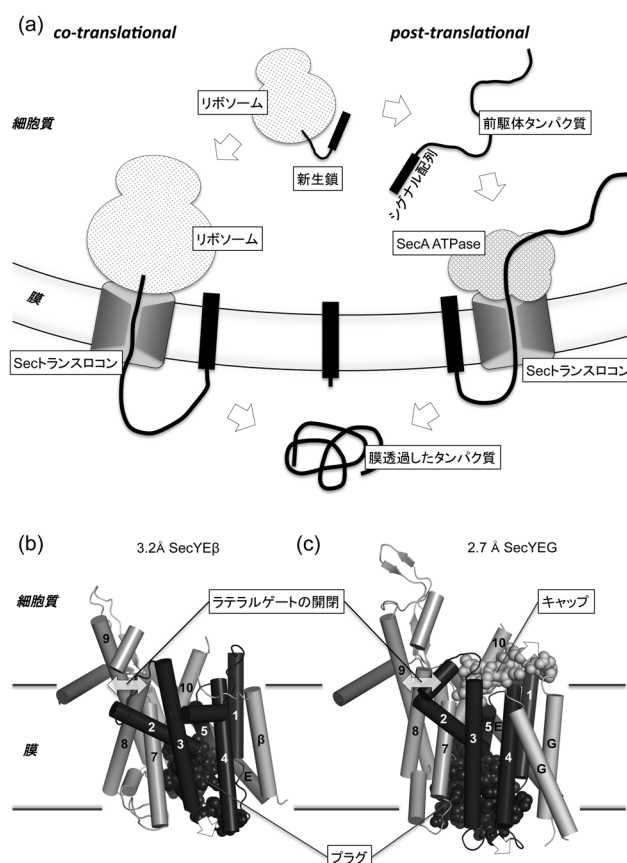 (a)
co-translational
post-translational
リボソーム
前駆体タンパク質
細胞質
新生鎖
シグナル配列
リボソーム
SecA ATPase
膜
Secトランスロコン
Secトランスロコン
膜透過したタンパク質
(b)
3.2Å SecYEβ
(c)
2.7 Å SecYEG
細胞質
ラテラルゲートの開閉
キャップ
9
10
10
1
1
2
5
5
E
8
7
3
4
β
E
8
7
2
3
4
G
G
膜
プラグ